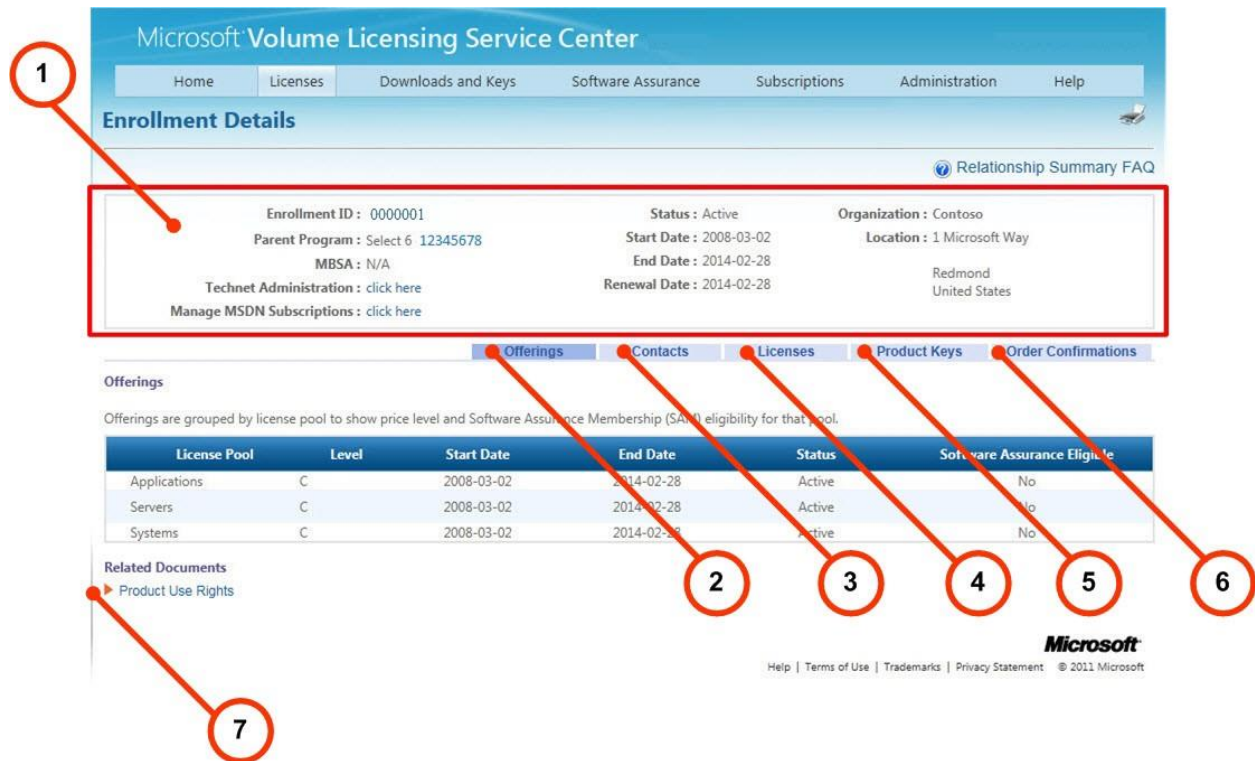 Microsoft Volume Licensing Service Center
1
Home Licenses Downloads and Keys Software Assurance Subscriptions Administration Help
Enrollment Details
Relationship Summary FAQ
Enrollment ID : 0000001 Status : Active Organization : Contoso
Parent Program : Select 6 12345678 Start Date : 2008-03-02 Location : 1 Microsoft Way
MBSA : N/A End Date : 2014-02-28 Redmond
Technet Administration : click here Renewal Date : 2014-02-28 United States
Manage MSDN Subscriptions : click here
Offerings Contacts Licenses Product Keys Order Confirmations
Offerings
Offerings are grouped by license pool to show price level and Software Assurance Membership (SAM) eligibility for that pool.
License Pool Level Start Date End Date Status Software Assurance Eligible
Applications C 2008-03-02 2014-02-28 Active No
Servers C 2008-03-02 2014-02-28 Active No
Systems C 2008-03-02 2014-02-28 Active No
Related Documents
Product Use Rights
2 3 4 5 6
Microsoft
Help | Terms of Use | Trademarks | Privacy Statement © 2011 Microsoft
7